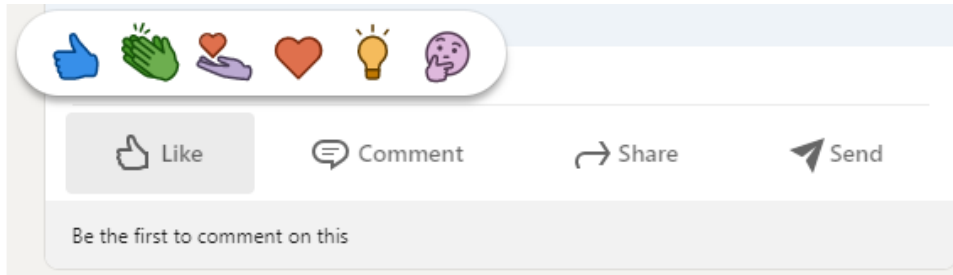 Like Comment Share Send
Be the first to comment on this